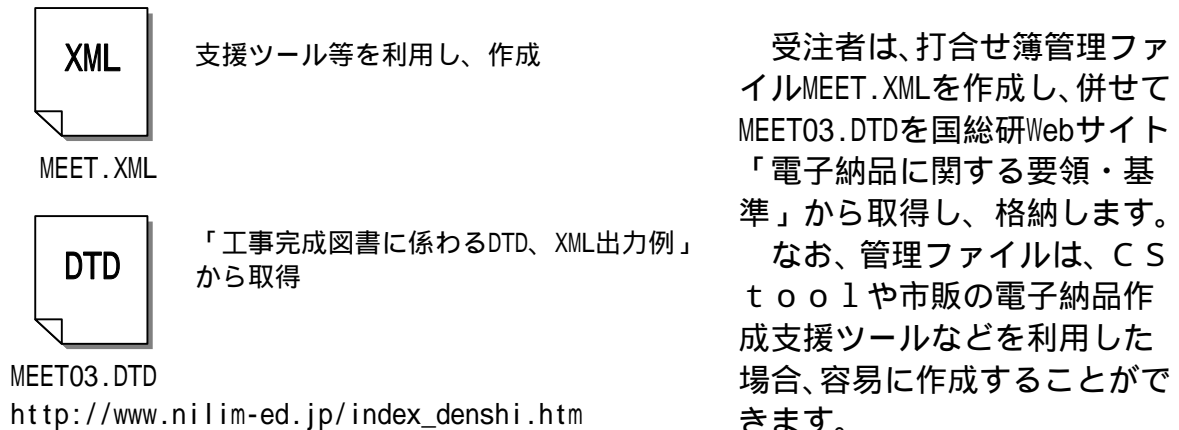 XML
支援ツール等を利用し、作成
MEET.XML
DTD
「工事完成図書に係わるDTD、XML出力例」
から取得
MEET03.DTD
http://www.nilim-ed.jp/index_denshi.htm
受注者は、打合せ簿管理ファ
イルMEET.XMLを作成し、併せて
MEET03.DTDを国総研Webサイト
「電子納品に関する要領・基
準」から取得し、格納します。
なお、管理ファイルは、ＣＳ
ｔｏｏｌや市販の電子納品作
成支援ツールなどを利用した
場合、容易に作成することがで
きます。